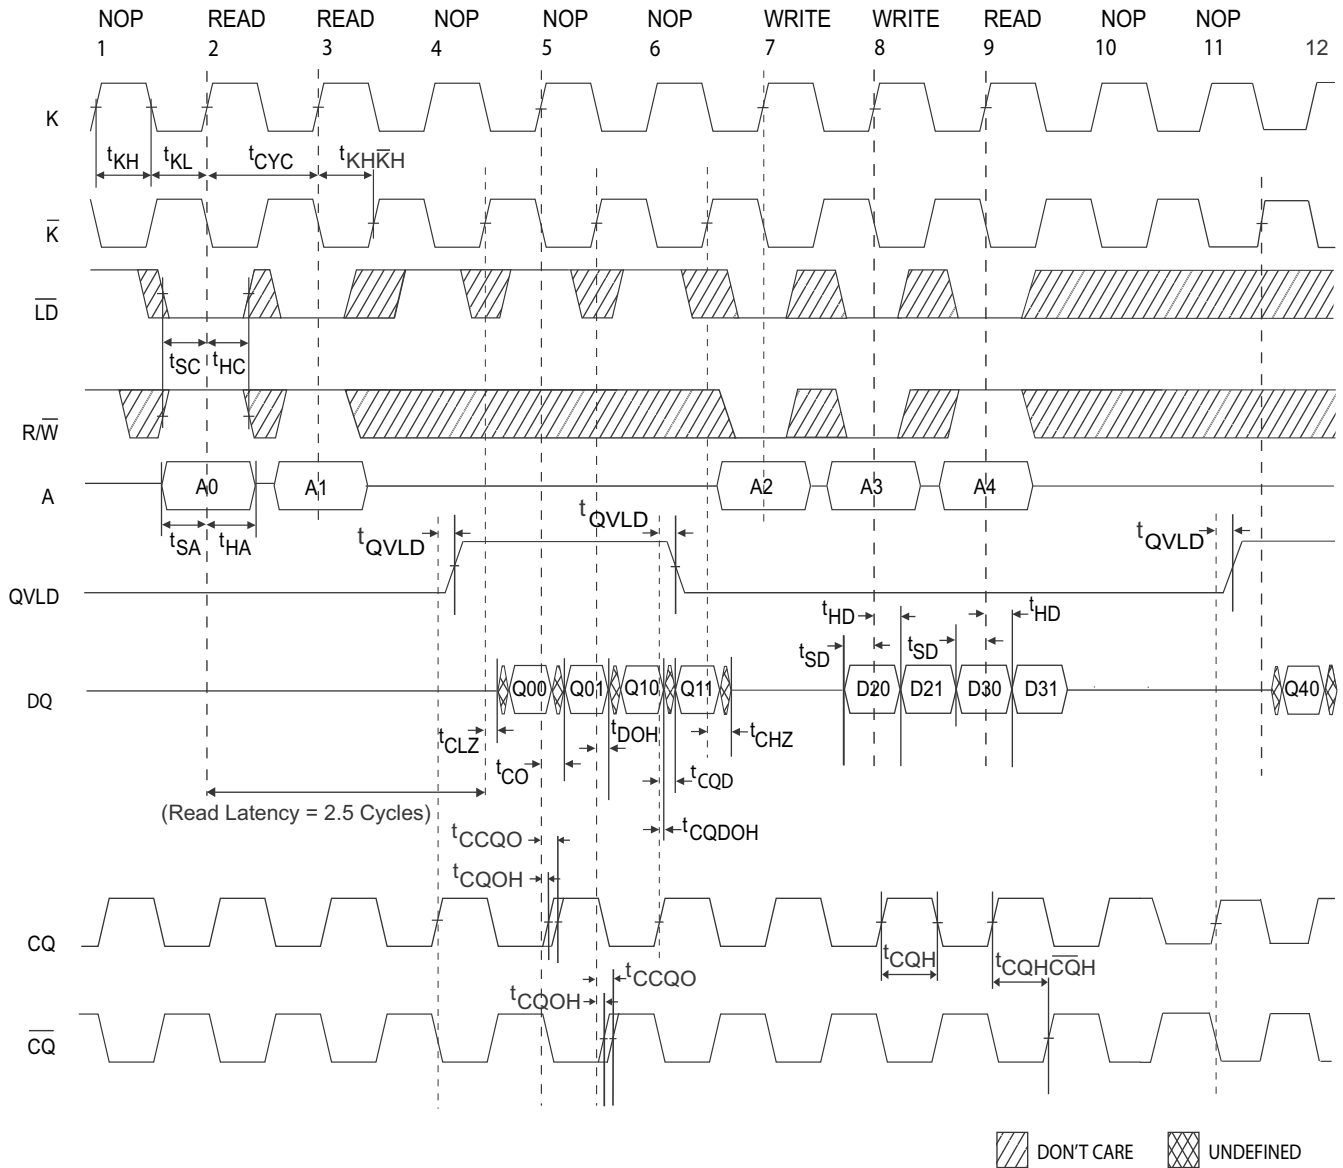 NOP READ READ NOP NOP NOP WRITE WRITE READ NOP NOP
1 2 3 4 5 6 7 8 9 10 11 12
K
tKH tKL tCYC tKHK̅H
K̅
L̅D̅
tSC tHC
R/W̅
A A0 A1 A2 A3 A4
tSA tHA tQVLD tQVLD tQVLD
QVLD
tHD tHD
tSD tSD
DQ Q00 Q01 Q10 Q11 D20 D21 D30 D31 Q40
tCLZ tDOH tCHZ
tCO tCQD
(Read Latency = 2.5 Cycles)
tCQDOH
tCCQO
tCQOH
CQ
tCQH tCQHC̅Q̅H
tCCQO
tCQOH
C̅Q̅
DON'T CARE UNDEFINED